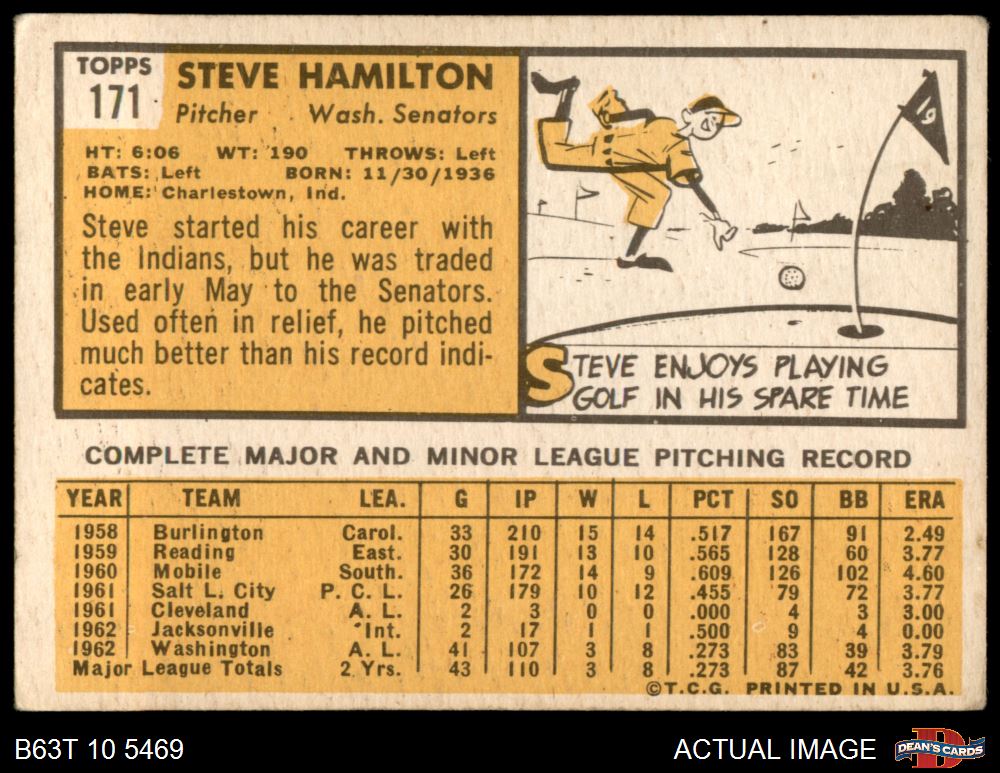 TOPPS
171
STEVE HAMILTON
Pitcher Wash. Senators
HT: 6:06 WT: 190 THROWS: Left
BATS: Left BORN: 11/30/1936
HOME: Charlestown, Ind.
Steve started his career with
the Indians, but he was traded
in early May to the Senators.
Used often in relief, he pitched
much better than his record indi-
cates.
9
STEVE ENJOYS PLAYING
GOLF IN HIS SPARE TIME
COMPLETE MAJOR AND MINOR LEAGUE PITCHING RECORD
YEAR TEAM LEA. G IP W L PCT SO BB ERA
1958 Burlington Carol. 33 210 15 14 .517 167 91 2.49
1959 Reading East. 30 191 13 10 .565 128 60 3.77
1960 Mobile South. 36 172 14 9 .609 126 102 4.60
1961 Salt L. City P. C. L. 26 179 10 12 .455 79 72 3.77
1961 Cleveland A. L. 2 3 0 0 .000 4 3 3.00
1962 Jacksonville Int. 2 17 1 1 .500 9 4 0.00
1962 Washington A. L. 41 107 3 8 .273 83 39 3.79
Major League Totals 2 Yrs. 43 110 3 8 .273 87 42 3.76
©T.C.G. PRINTED IN U.S.A.
B63T 10 5469
ACTUAL IMAGE
D
DEAN'S CARDS